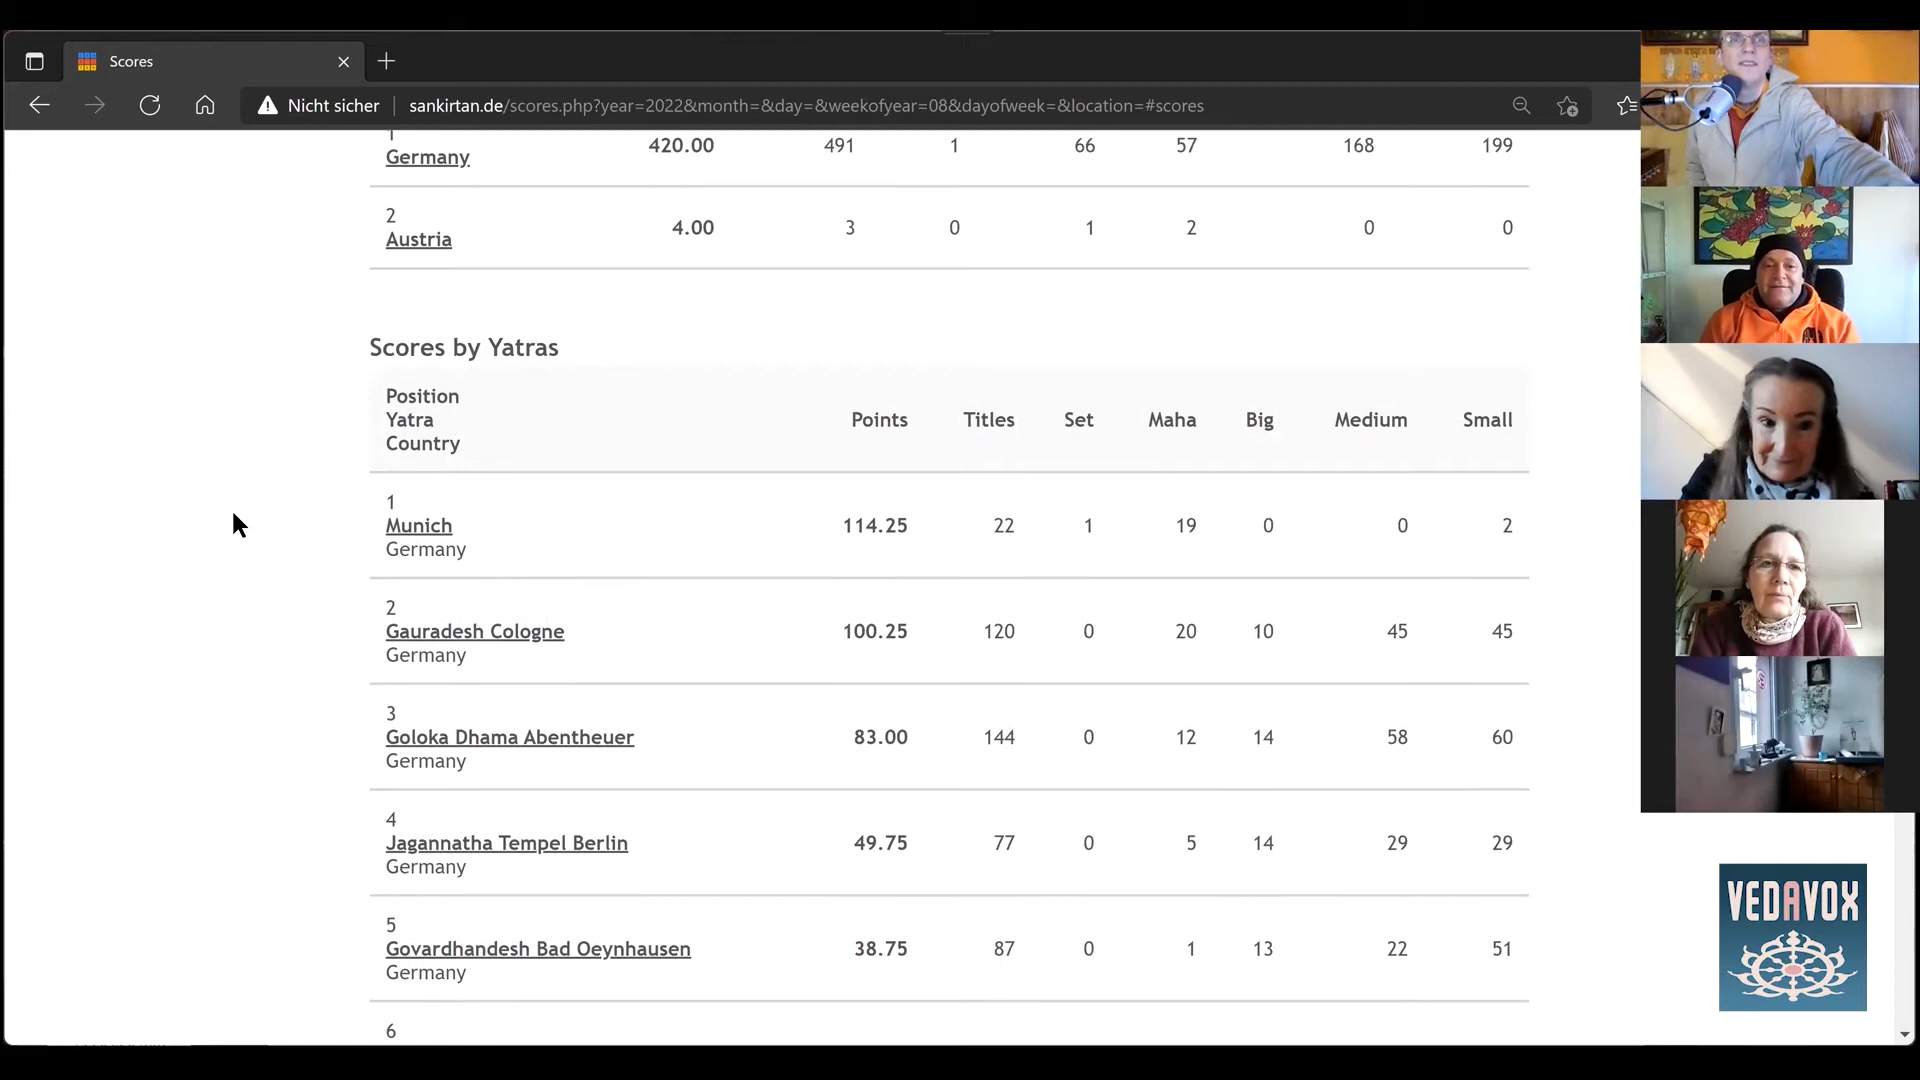 Scores
Nicht sicher
sankirtan.de/scores.php?year=2022&month=&day=&weekofyear=08&dayofweek=&location=#scores
1
Germany 420.00 491 1 66 57 168 199
2
Austria 4.00 3 0 1 2 0 0
Scores by Yatras
Position
Yatra Points Titles Set Maha Big Medium Small
Country
1
Munich 114.25 22 1 19 0 0 2
Germany
2
Gauradesh Cologne 100.25 120 0 20 10 45 45
Germany
3
Goloka Dhama Abentheuer 83.00 144 0 12 14 58 60
Germany
4
Jagannatha Tempel Berlin 49.75 77 0 5 14 29 29
Germany
5
Govardhandesh Bad Oeynhausen 38.75 87 0 1 13 22 51
Germany
6
VEDAVOX